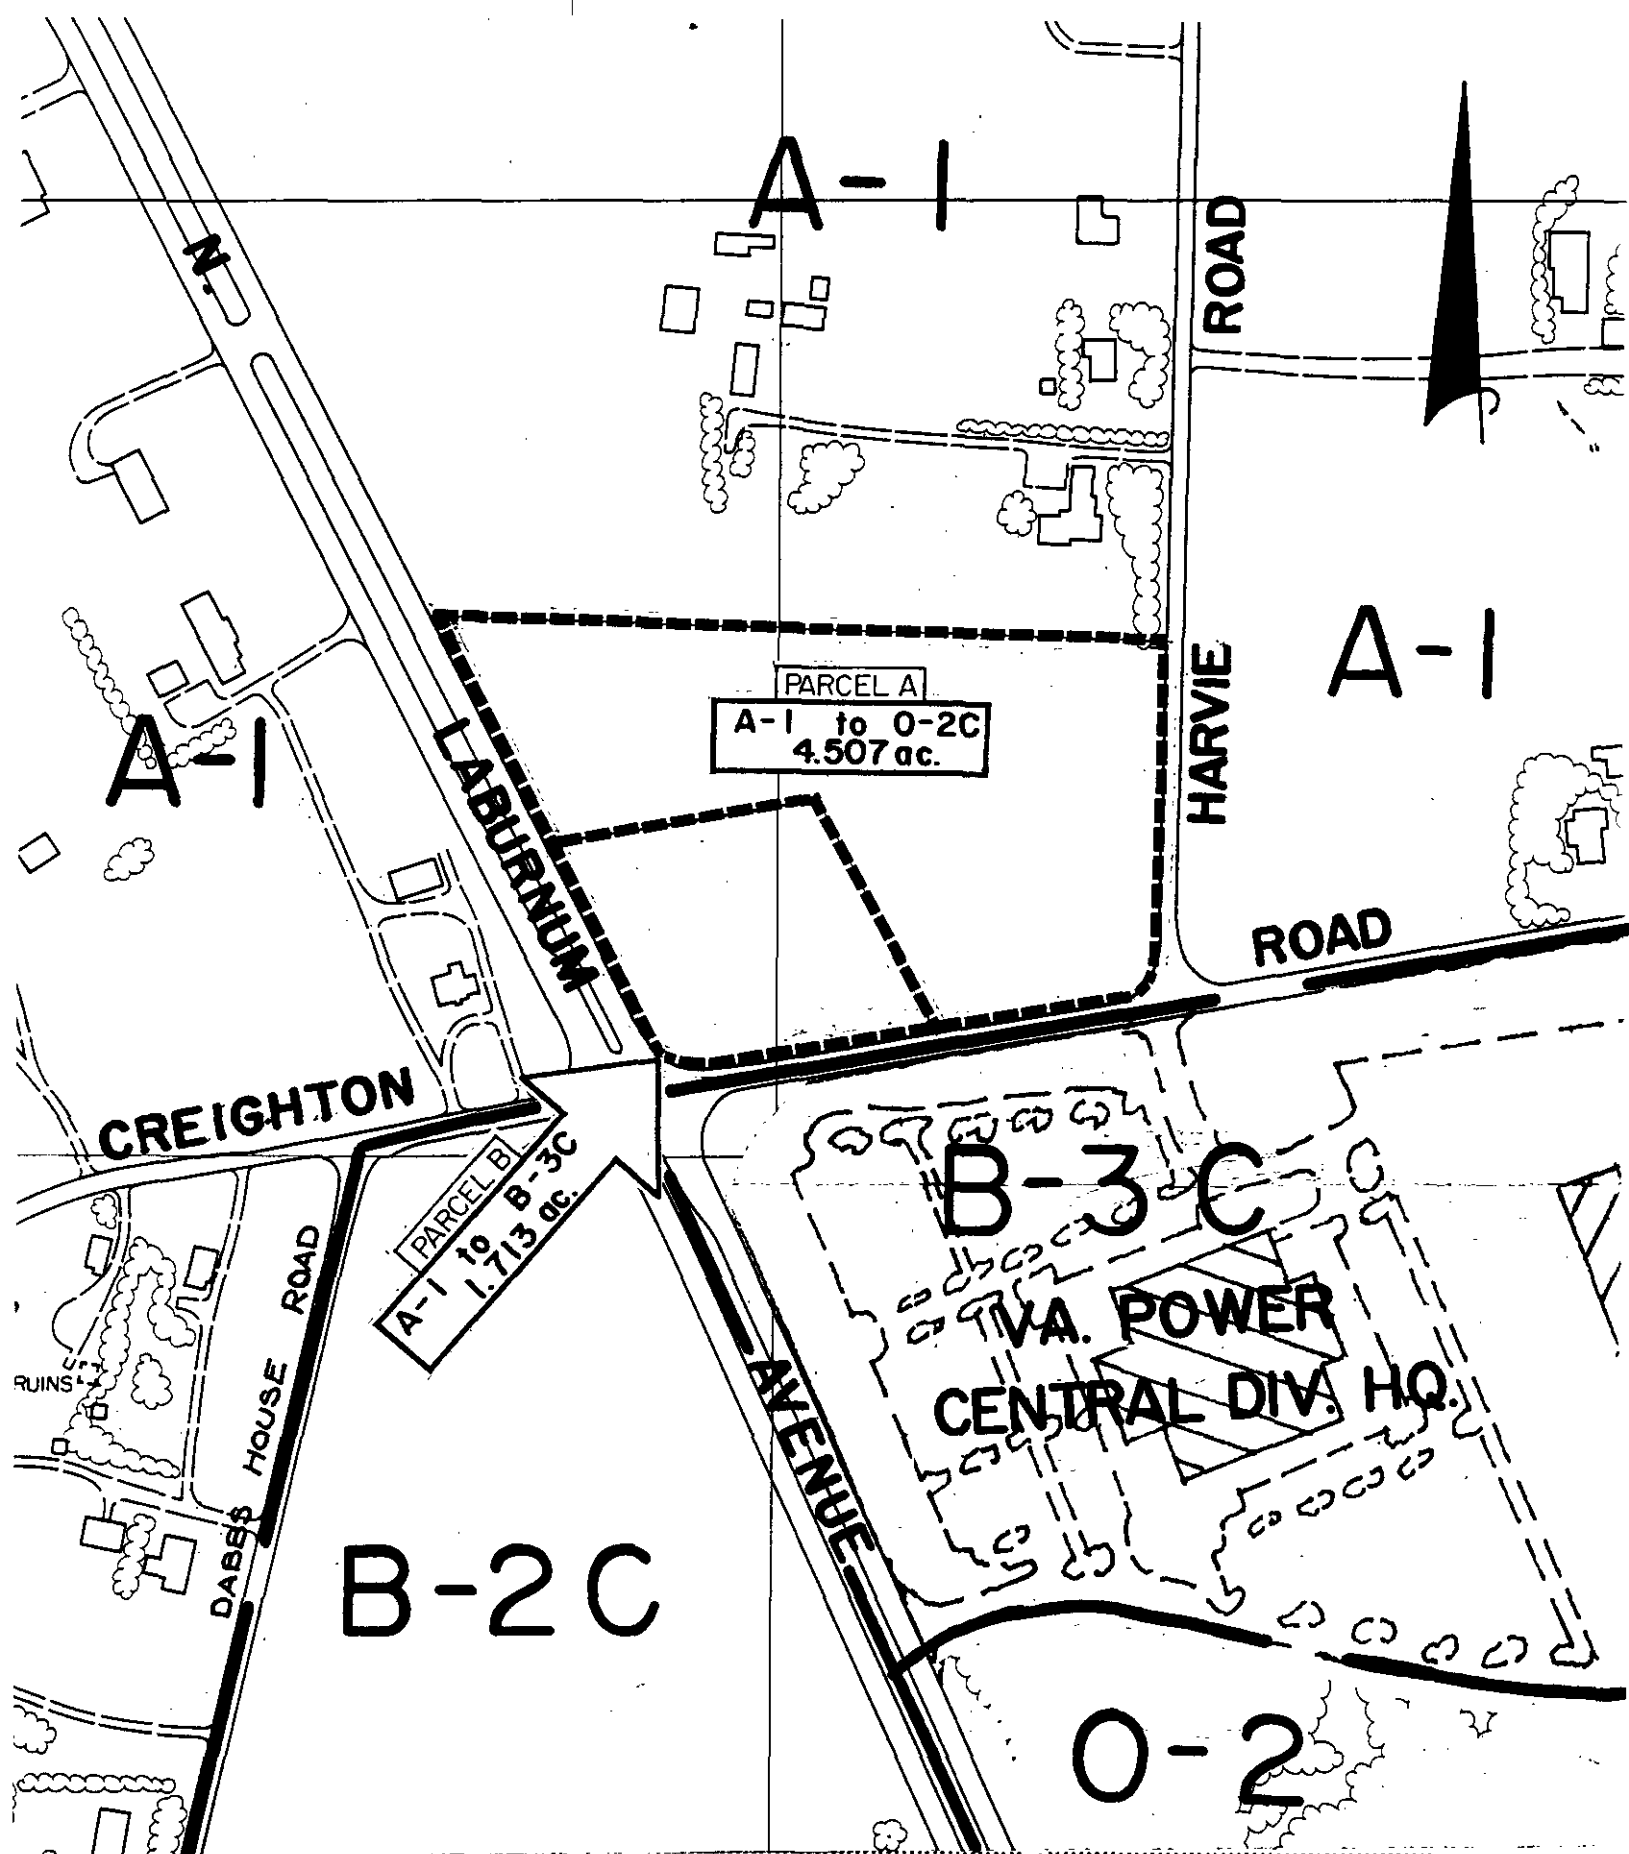 A-1
N.
ROAD
A-1
HARVIE
PARCEL A
A-1 to O-2C
4.507 ac.
A-1
LABURNUM
ROAD
CREIGHTON
PARCEL B
A-1 to B-3C
1.713 ac.
B-3C
VA. POWER
CENTRAL DIV. HQ.
DABBS HOUSE ROAD
RUINS
AVENUE
B-2C
O-2